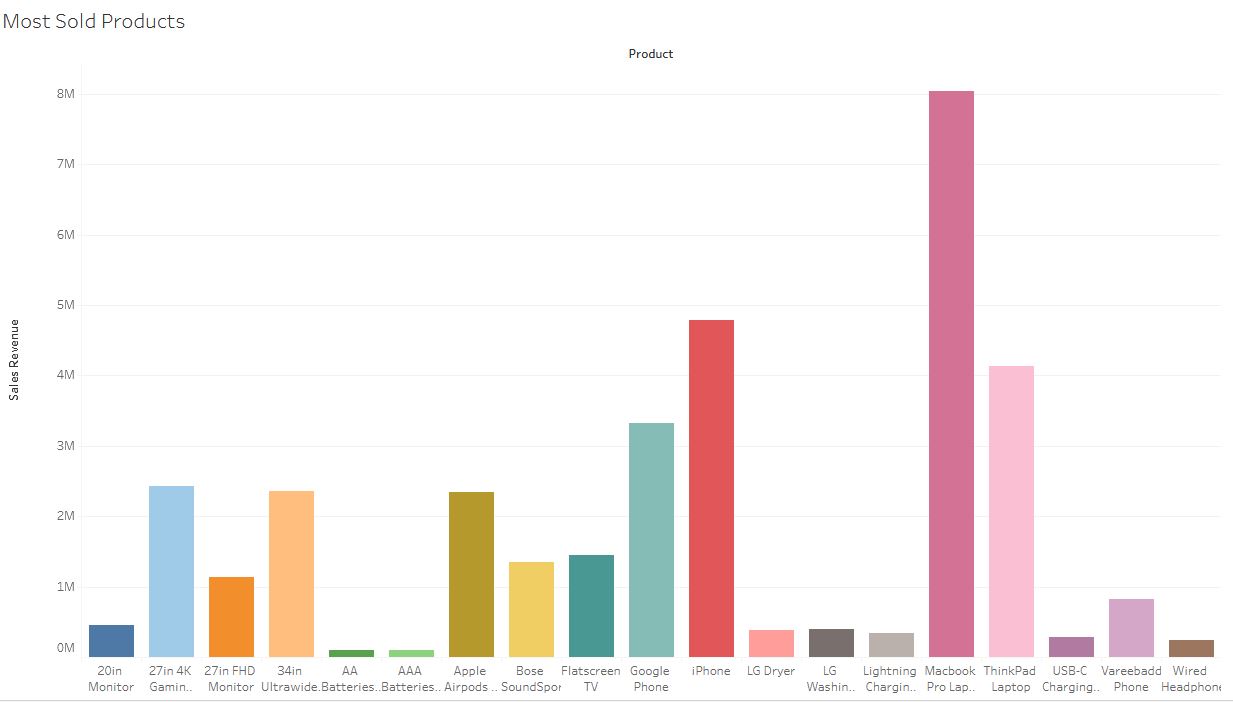 Most Sold Products
Product
8M
7M
6M
5M
4M
3M
2M
1M
0M
Sales Revenue
20in Monitor
27in 4K Gamin..
27in FHD Monitor
34in Ultrawide..
AA Batteries..
AAA Batteries..
Apple Airpods ..
Bose SoundSpor
Flatscreen TV
Google Phone
iPhone
LG Dryer
LG Washin..
Lightning Chargin..
Macbook Pro Lap..
ThinkPad Laptop
USB-C Charging..
Vareebadd Phone
Wired Headphone